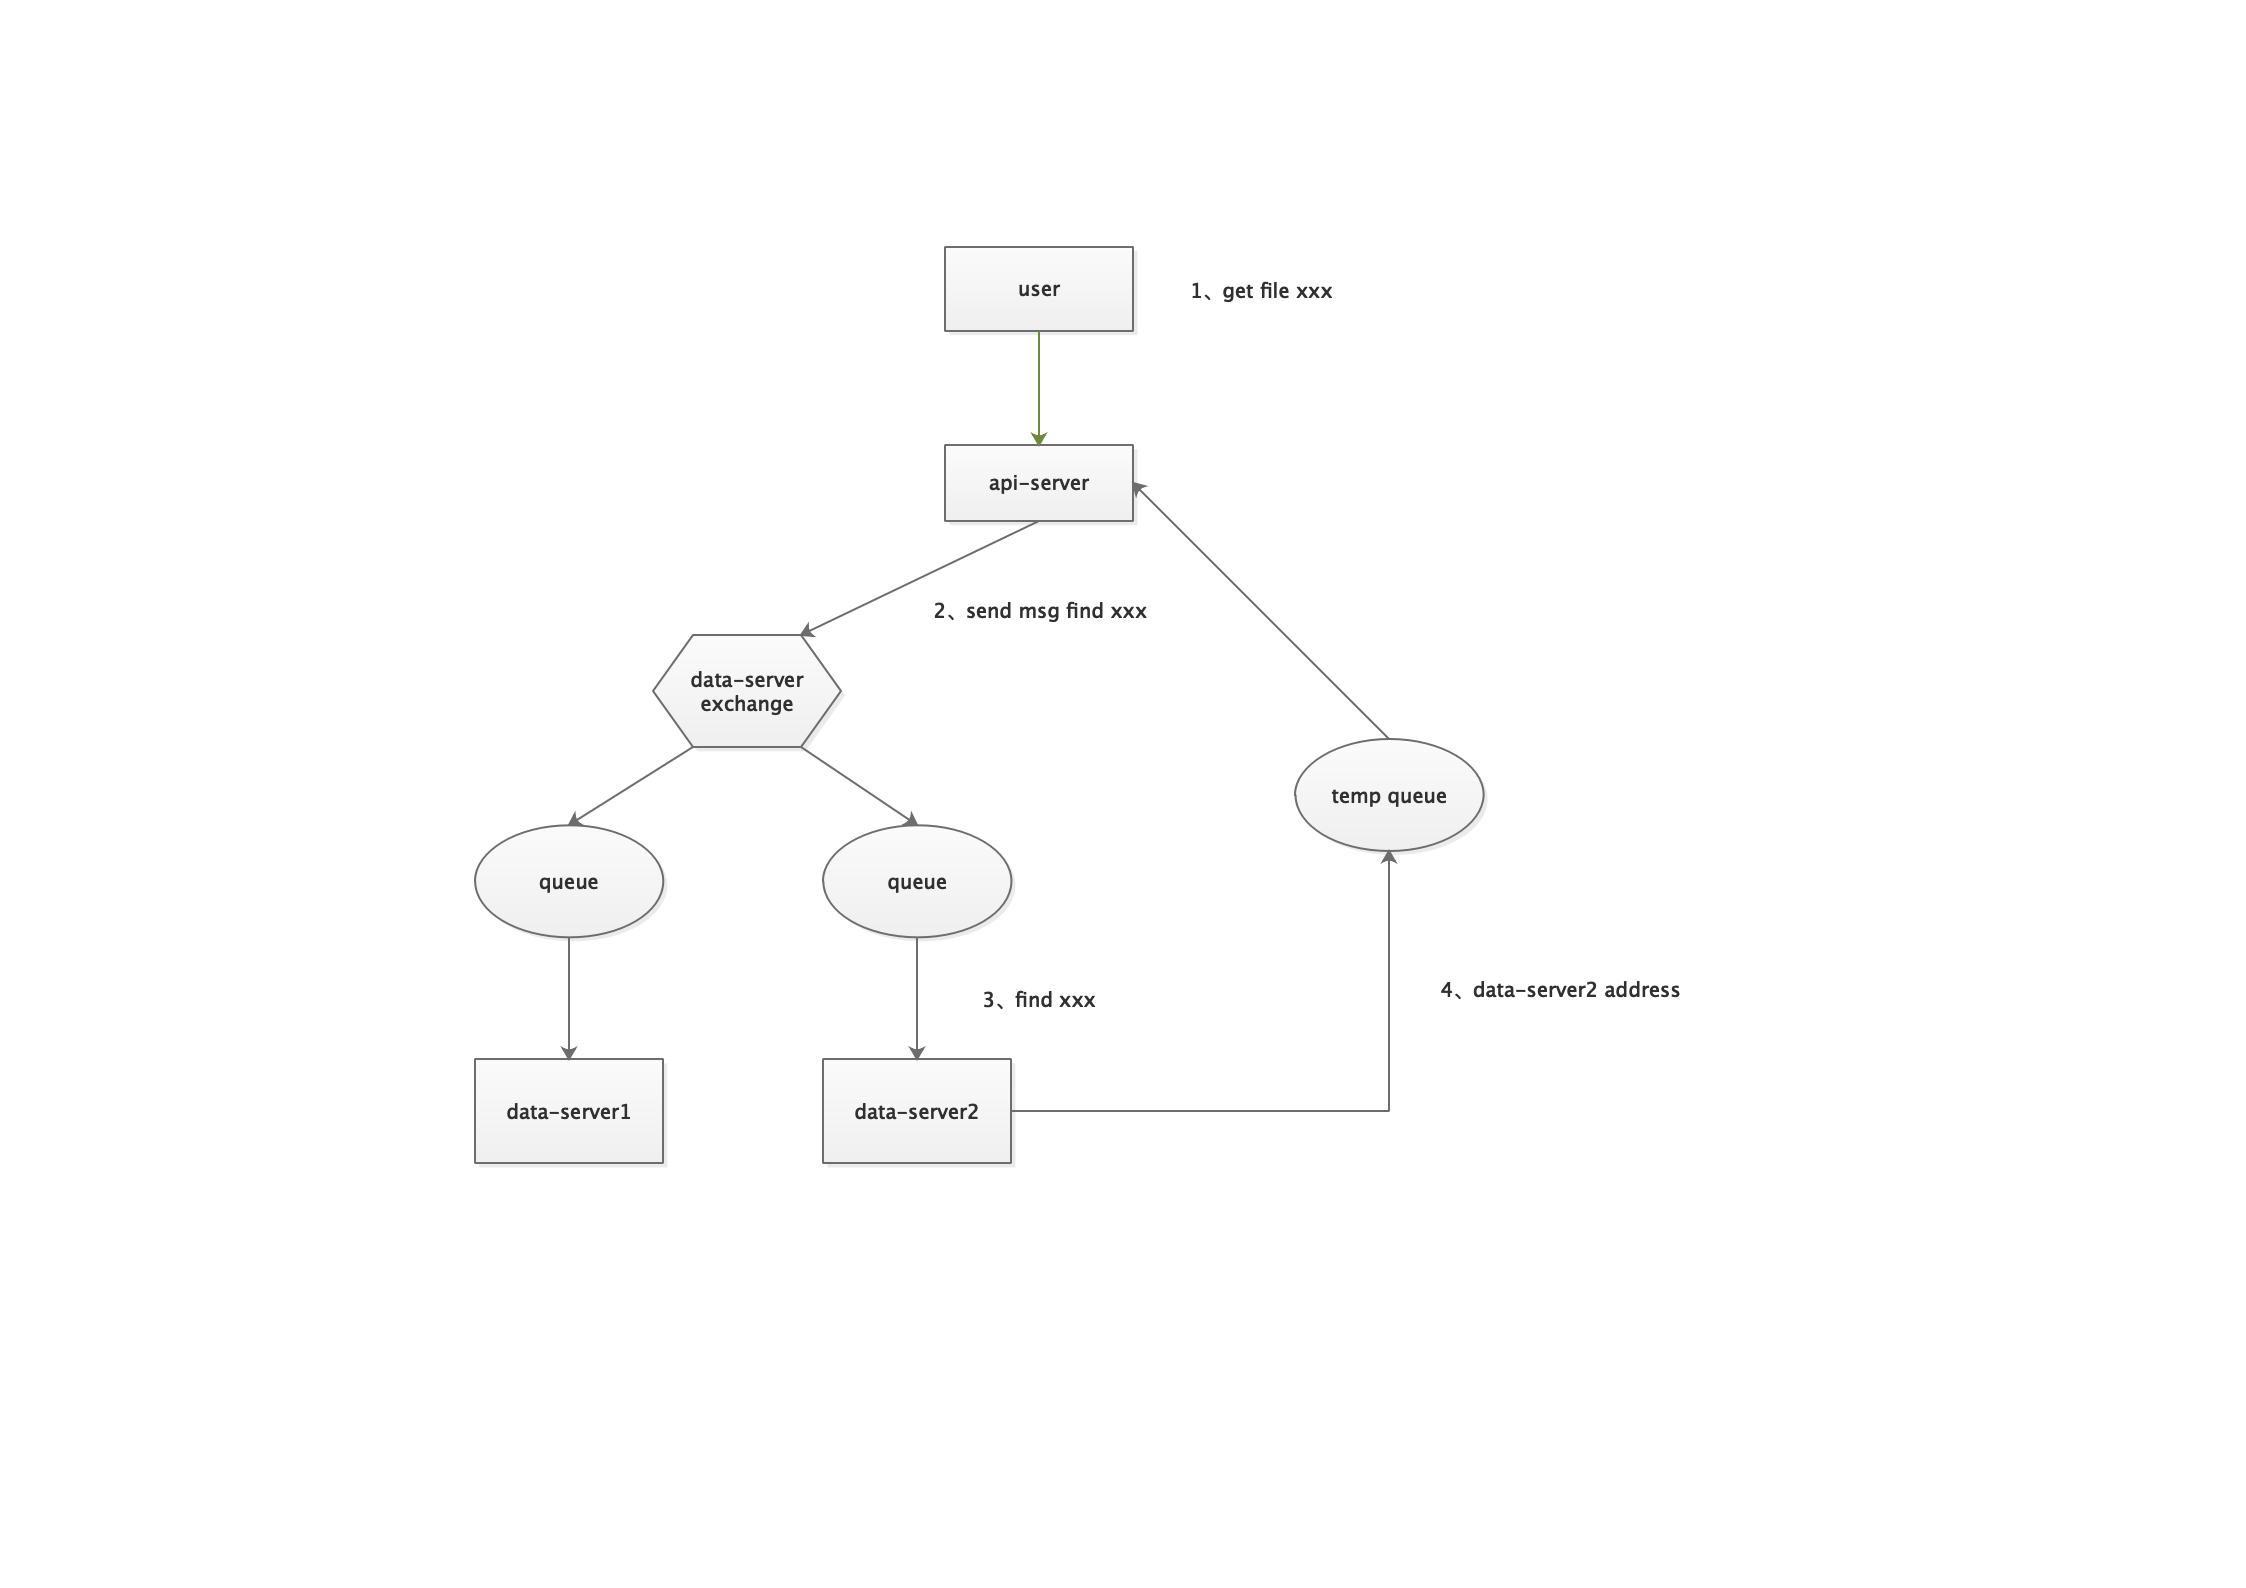 user
1、get file xxx
api-server
2、send msg find xxx
data-server
exchange
temp queue
queue
queue
3、find xxx
4、data-server2 address
data-server1
data-server2